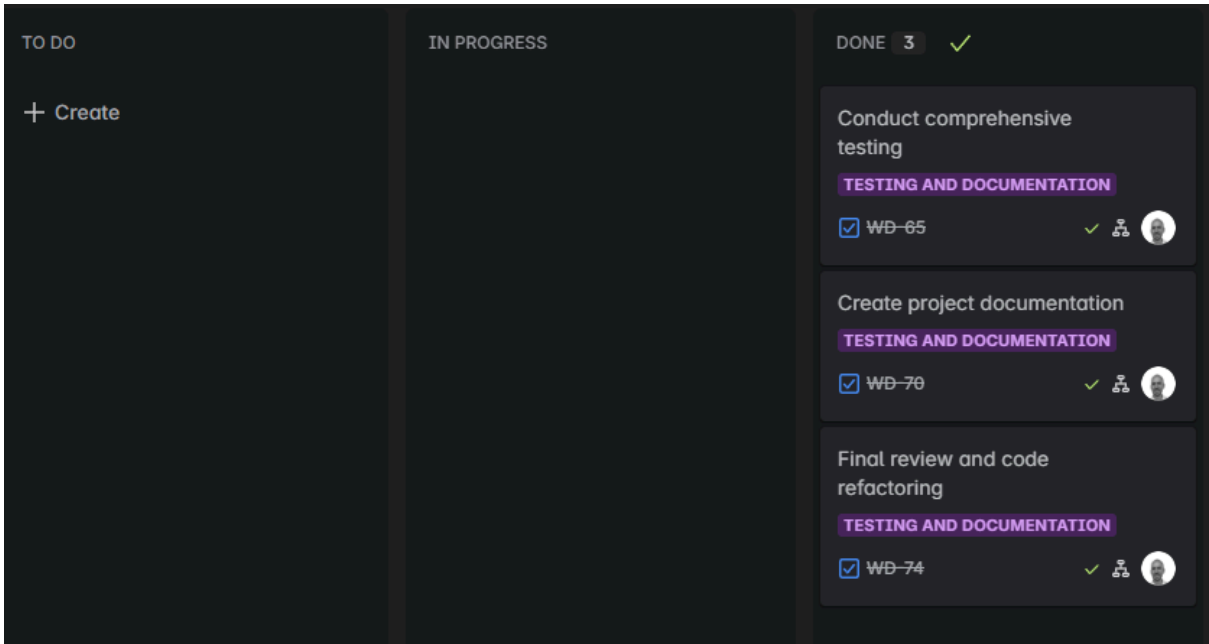 TO DO
IN PROGRESS
DONE 3
Create
Conduct comprehensive
testing
TESTING AND DOCUMENTATION
WD-65
Create project documentation
TESTING AND DOCUMENTATION
WD-70
Final review and code
refactoring
TESTING AND DOCUMENTATION
WD-74